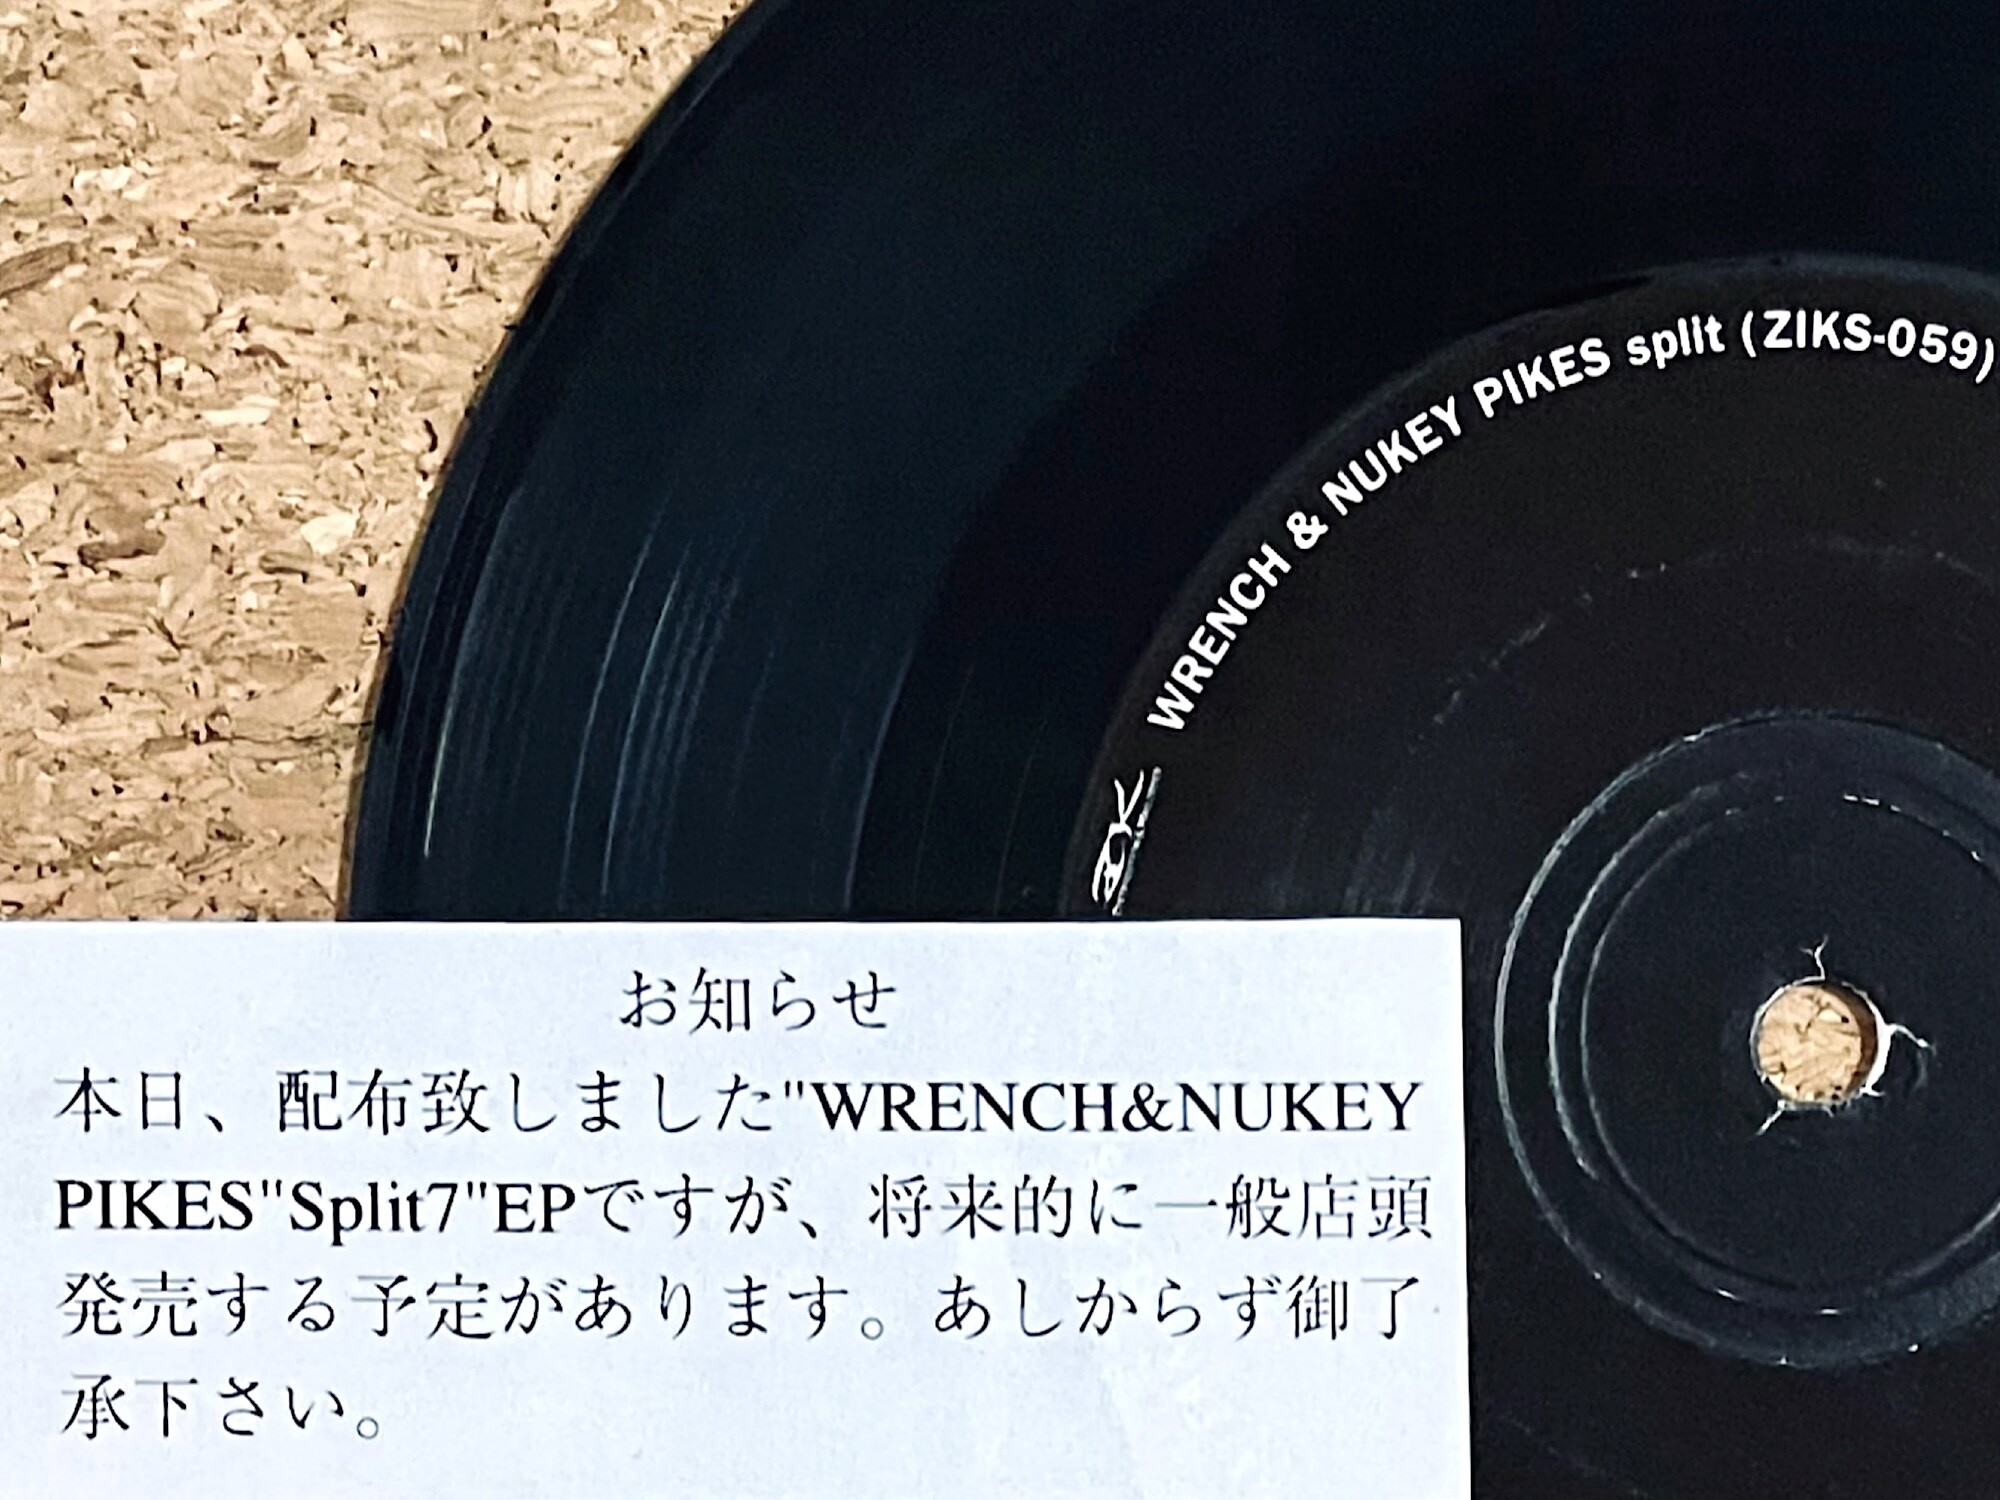 WRENCH & NUKEY PIKES split (ZIKS-059)
お知らせ
本日、配布致しました"WRENCH&NUKEY
PIKES"Split7"EPですが、将来的に一般店頭
発売する予定があります。あしからず御了
承下さい。